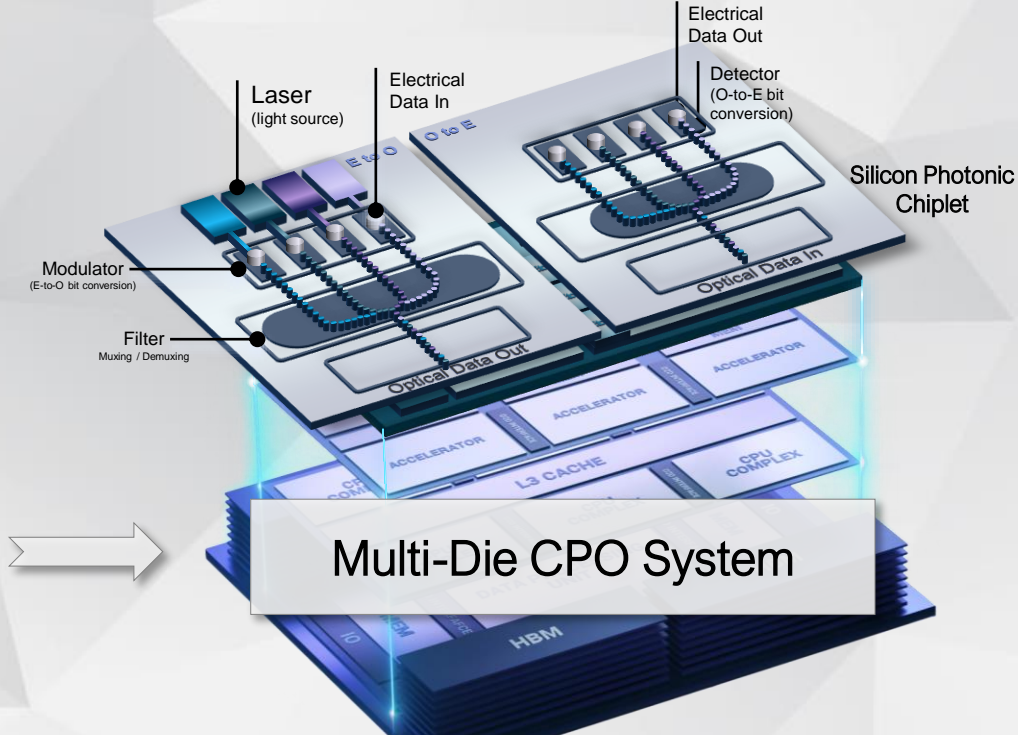 Electrical
Data Out
Detector
(O-to-E bit
conversion)
Electrical
Data In
Laser
(light source)
E to O
O to E
Silicon Photonic
Chiplet
Modulator
(E-to-O bit conversion)
Filter
Muxing / Demuxing
Optical Data In
Optical Data Out
ACCELERATOR
ACCELERATOR
ACCELERATOR
L3 CACHE
CPU
COMPLEX
Multi-Die CPO System
IO
HBM